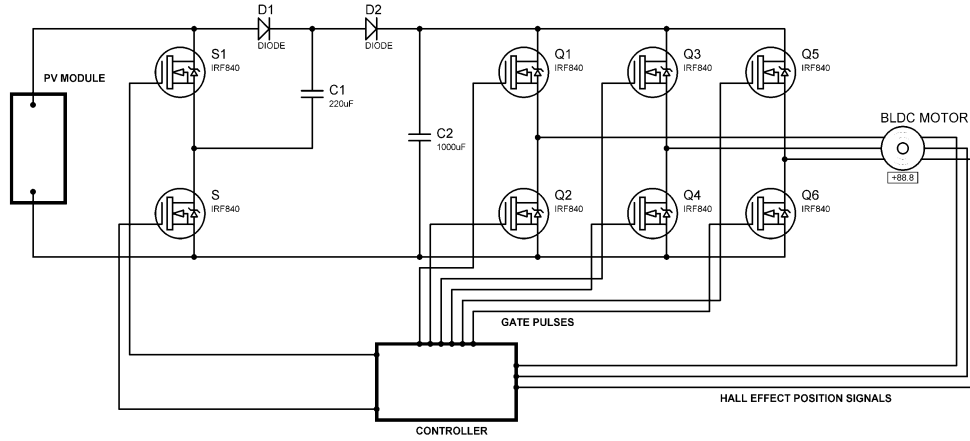 D1
DIODE
D2
DIODE
S1
IRF840
Q1
IRF840
Q3
IRF840
Q5
IRF840
PV MODULE
C1
220uF
BLDC MOTOR
C2
1000uF
+88.8
S
IRF840
Q2
IRF840
Q4
IRF840
Q6
IRF840
GATE PULSES
HALL EFFECT POSITION SIGNALS
CONTROLLER